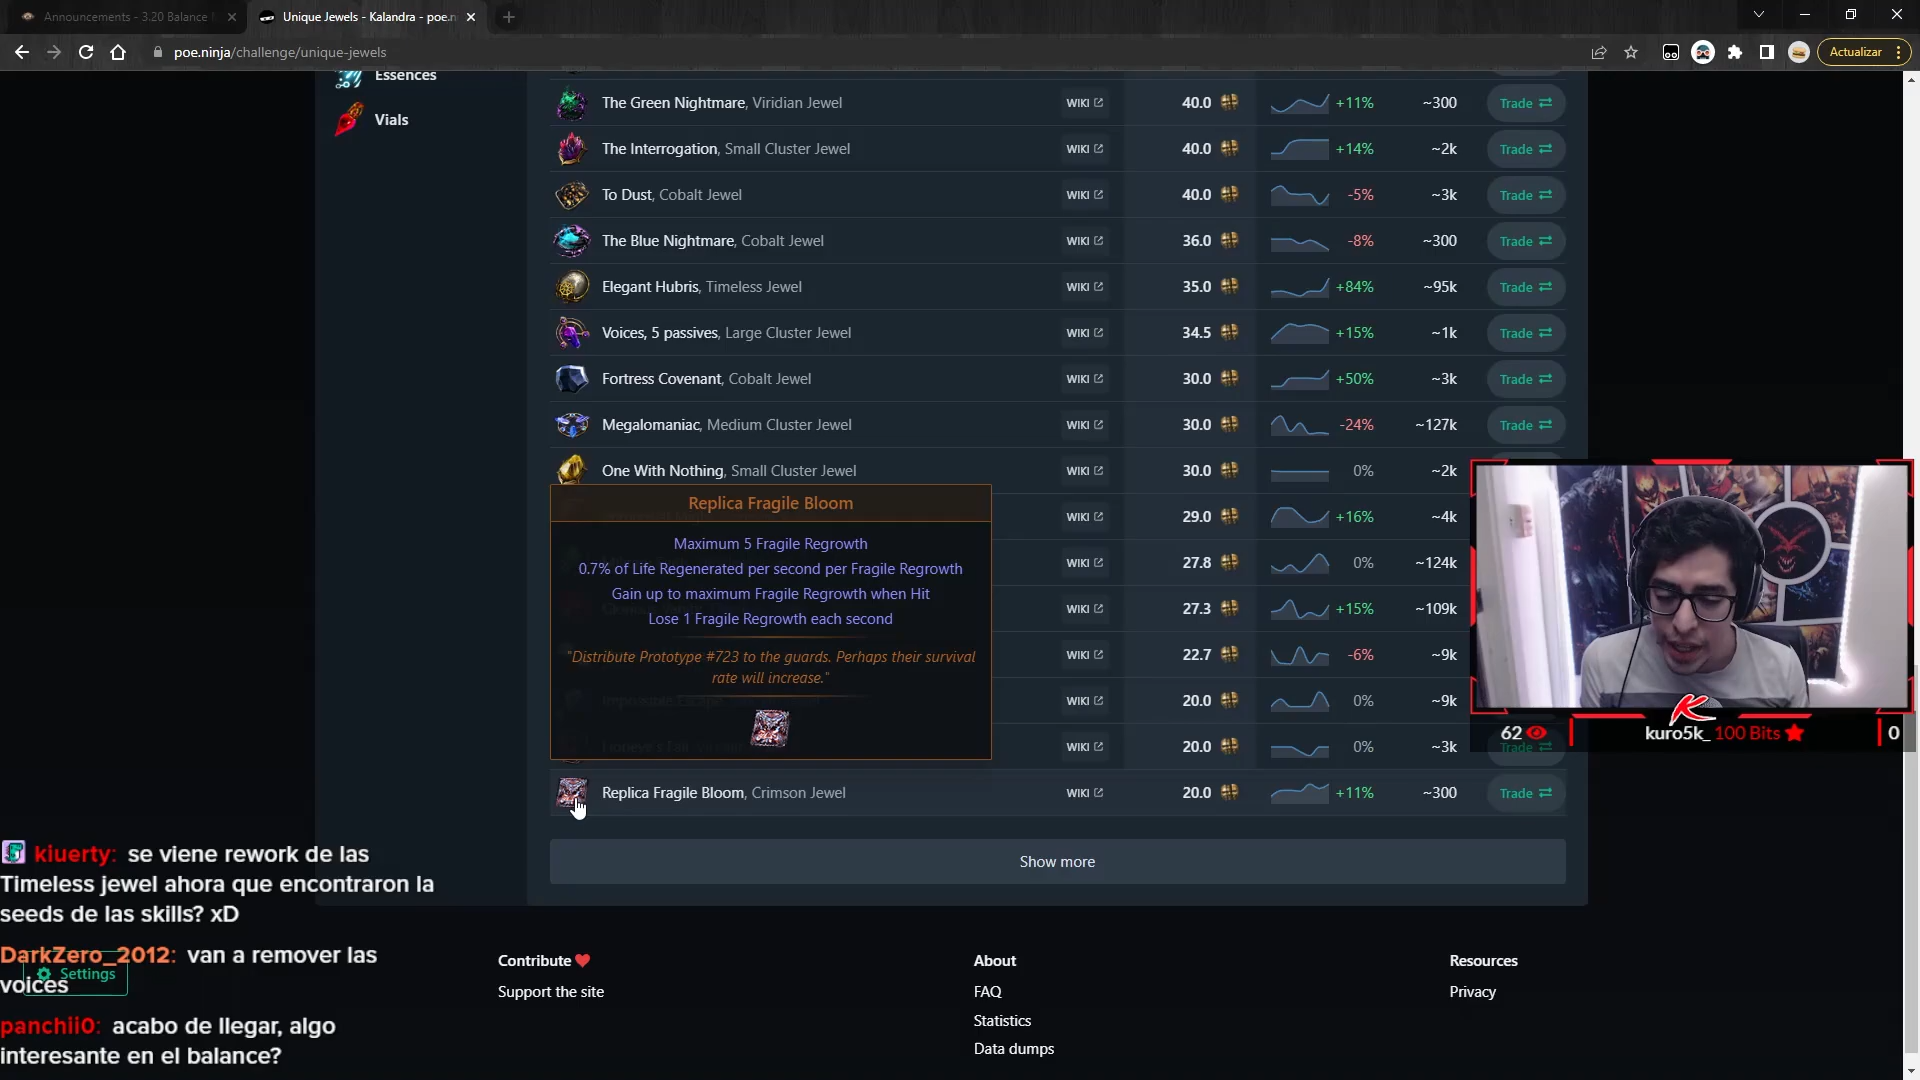 Announcements - 3.20 Balance
Unique Jewels - Kalandra - poe.n
poe.ninja/challenge/unique-jewels
Actualizar
Essences
Vials
The Green Nightmare, Viridian Jewel WIKI 40.0 +11% ~300 Trade
The Interrogation, Small Cluster Jewel WIKI 40.0 +14% ~2k Trade
To Dust, Cobalt Jewel WIKI 40.0 -5% ~3k Trade
The Blue Nightmare, Cobalt Jewel WIKI 36.0 -8% ~300 Trade
Elegant Hubris, Timeless Jewel WIKI 35.0 +84% ~95k Trade
Voices, 5 passives, Large Cluster Jewel WIKI 34.5 +15% ~1k Trade
Fortress Covenant, Cobalt Jewel WIKI 30.0 +50% ~3k Trade
Megalomaniac, Medium Cluster Jewel WIKI 30.0 -24% ~127k Trade
One With Nothing, Small Cluster Jewel WIKI 30.0 0% ~2k
WIKI 29.0 +16% ~4k
WIKI 27.8 0% ~124k
WIKI 27.3 +15% ~109k
WIKI 22.7 -6% ~9k
WIKI 20.0 0% ~9k
WIKI 20.0 0% ~3k Trade
Replica Fragile Bloom, Crimson Jewel WIKI 20.0 +11% ~300 Trade
Replica Fragile Bloom
Maximum 5 Fragile Regrowth
0.7% of Life Regenerated per second per Fragile Regrowth
Gain up to maximum Fragile Regrowth when Hit
Lose 1 Fragile Regrowth each second
"Distribute Prototype #723 to the guards. Perhaps their survival
rate will increase."
62 kuro5k_ 100 Bits 0
Show more
kiuerty: se viene rework de las
Timeless jewel ahora que encontraron la
seeds de las skills? xD
DarkZero_2012: van a remover las
voices
Settings
panchii0: acabo de llegar, algo
interesante en el balance?
Contribute
Support the site
About
FAQ
Statistics
Data dumps
Resources
Privacy